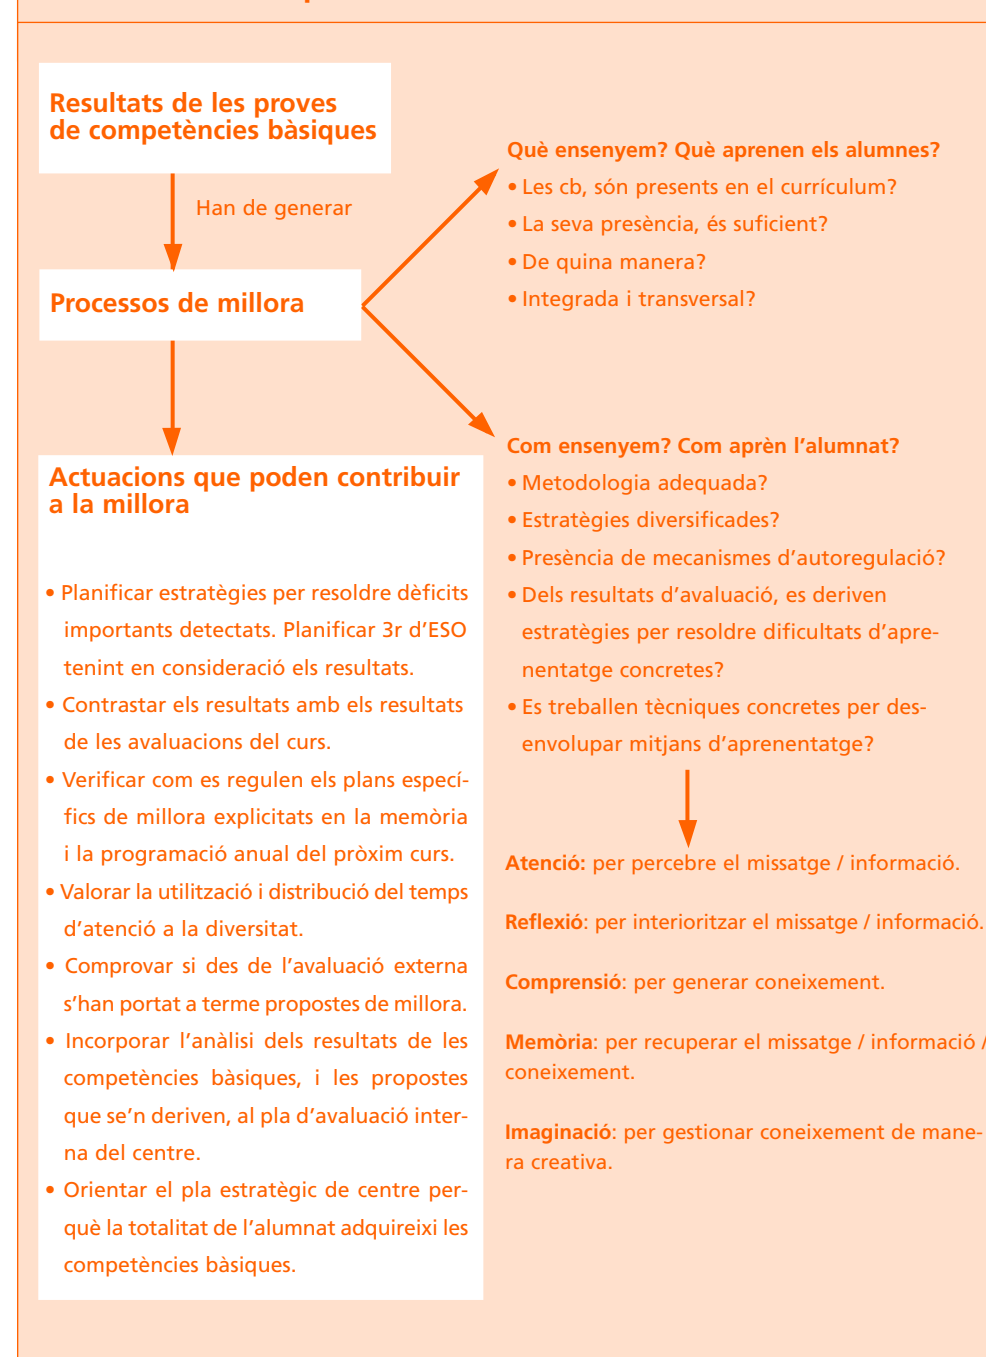 Resultats de les proves
de competències bàsiques
Han de generar
Processos de millora
Què ensenyem? Què aprenen els alumnes?
• Les cb, són presents en el currículum?
• La seva presència, és suficient?
• De quina manera?
• Integrada i transversal?
Com ensenyem? Com aprèn l’alumnat?
• Metodologia adequada?
• Estratègies diversificades?
• Presència de mecanismes d’autoregulació?
• Dels resultats d’avaluació, es deriven
estratègies per resoldre dificultats d’apre-
nentatge concretes?
• Es treballen tècniques concretes per des-
envolupar mitjans d’aprenentatge?
Atenció: per percebre el missatge / informació.
Reflexió: per interioritzar el missatge / informació.
Comprensió: per generar coneixement.
Memòria: per recuperar el missatge / informació /
coneixement.
Imaginació: per gestionar coneixement de mane-
ra creativa.
Actuacions que poden contribuir
a la millora
• Planificar estratègies per resoldre dèficits
importants detectats. Planificar 3r d’ESO
tenint en consideració els resultats.
• Contrastar els resultats amb els resultats
de les avaluacions del curs.
• Verificar com es regulen els plans especí-
fics de millora explicitats en la memòria
i la programació anual del pròxim curs.
• Valorar la utilització i distribució del temps
d’atenció a la diversitat.
• Comprovar si des de l’avaluació externa
s’han portat a terme propostes de millora.
• Incorporar l’anàlisi dels resultats de les
competències bàsiques, i les propostes
que se’n deriven, al pla d’avaluació inter-
na del centre.
• Orientar el pla estratègic de centre per-
què la totalitat de l’alumnat adquireixi les
competències bàsiques.